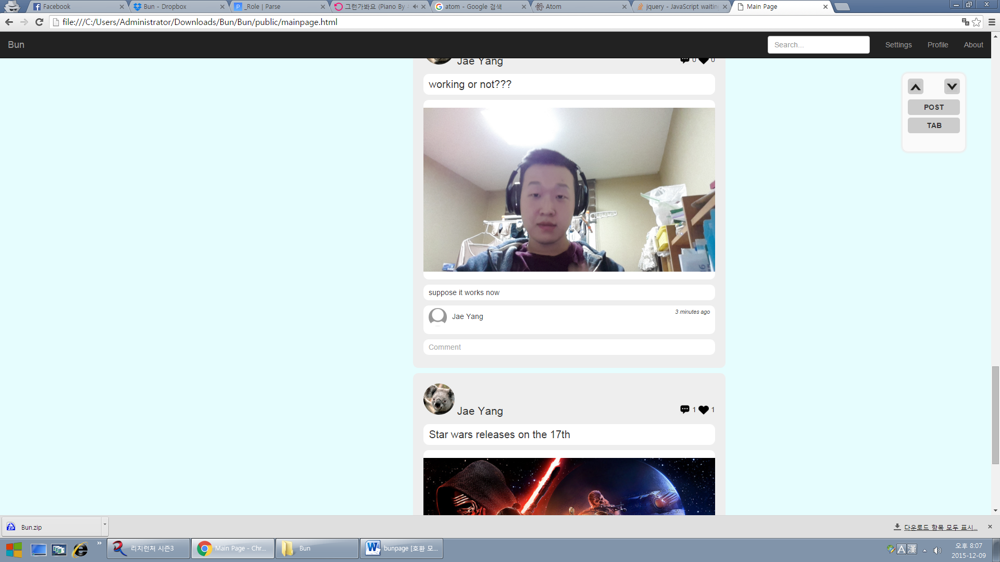 Facebook
Bun - Dropbox
_Role | Parse
그런가봐요 (Piano By
atom - Google 검색
Atom
jquery - JavaScript waiting
Main Page
file:///C:/Users/Administrator/Downloads/Bun/Bun/public/mainpage.html
Bun
Search...
Settings
Profile
About
Jae Yang
0
0
working or not???
POST
TAB
suppose it works now
Jae Yang
3 minutes ago
Comment
Jae Yang
1
1
Star wars releases on the 17th
Bun.zip
다운로드 항목 모두 표시...
리치런처 시즌3
Main Page - Chr...
Bun
bunpage [호환 모...
A 漢
오후 8:07
2015-12-09